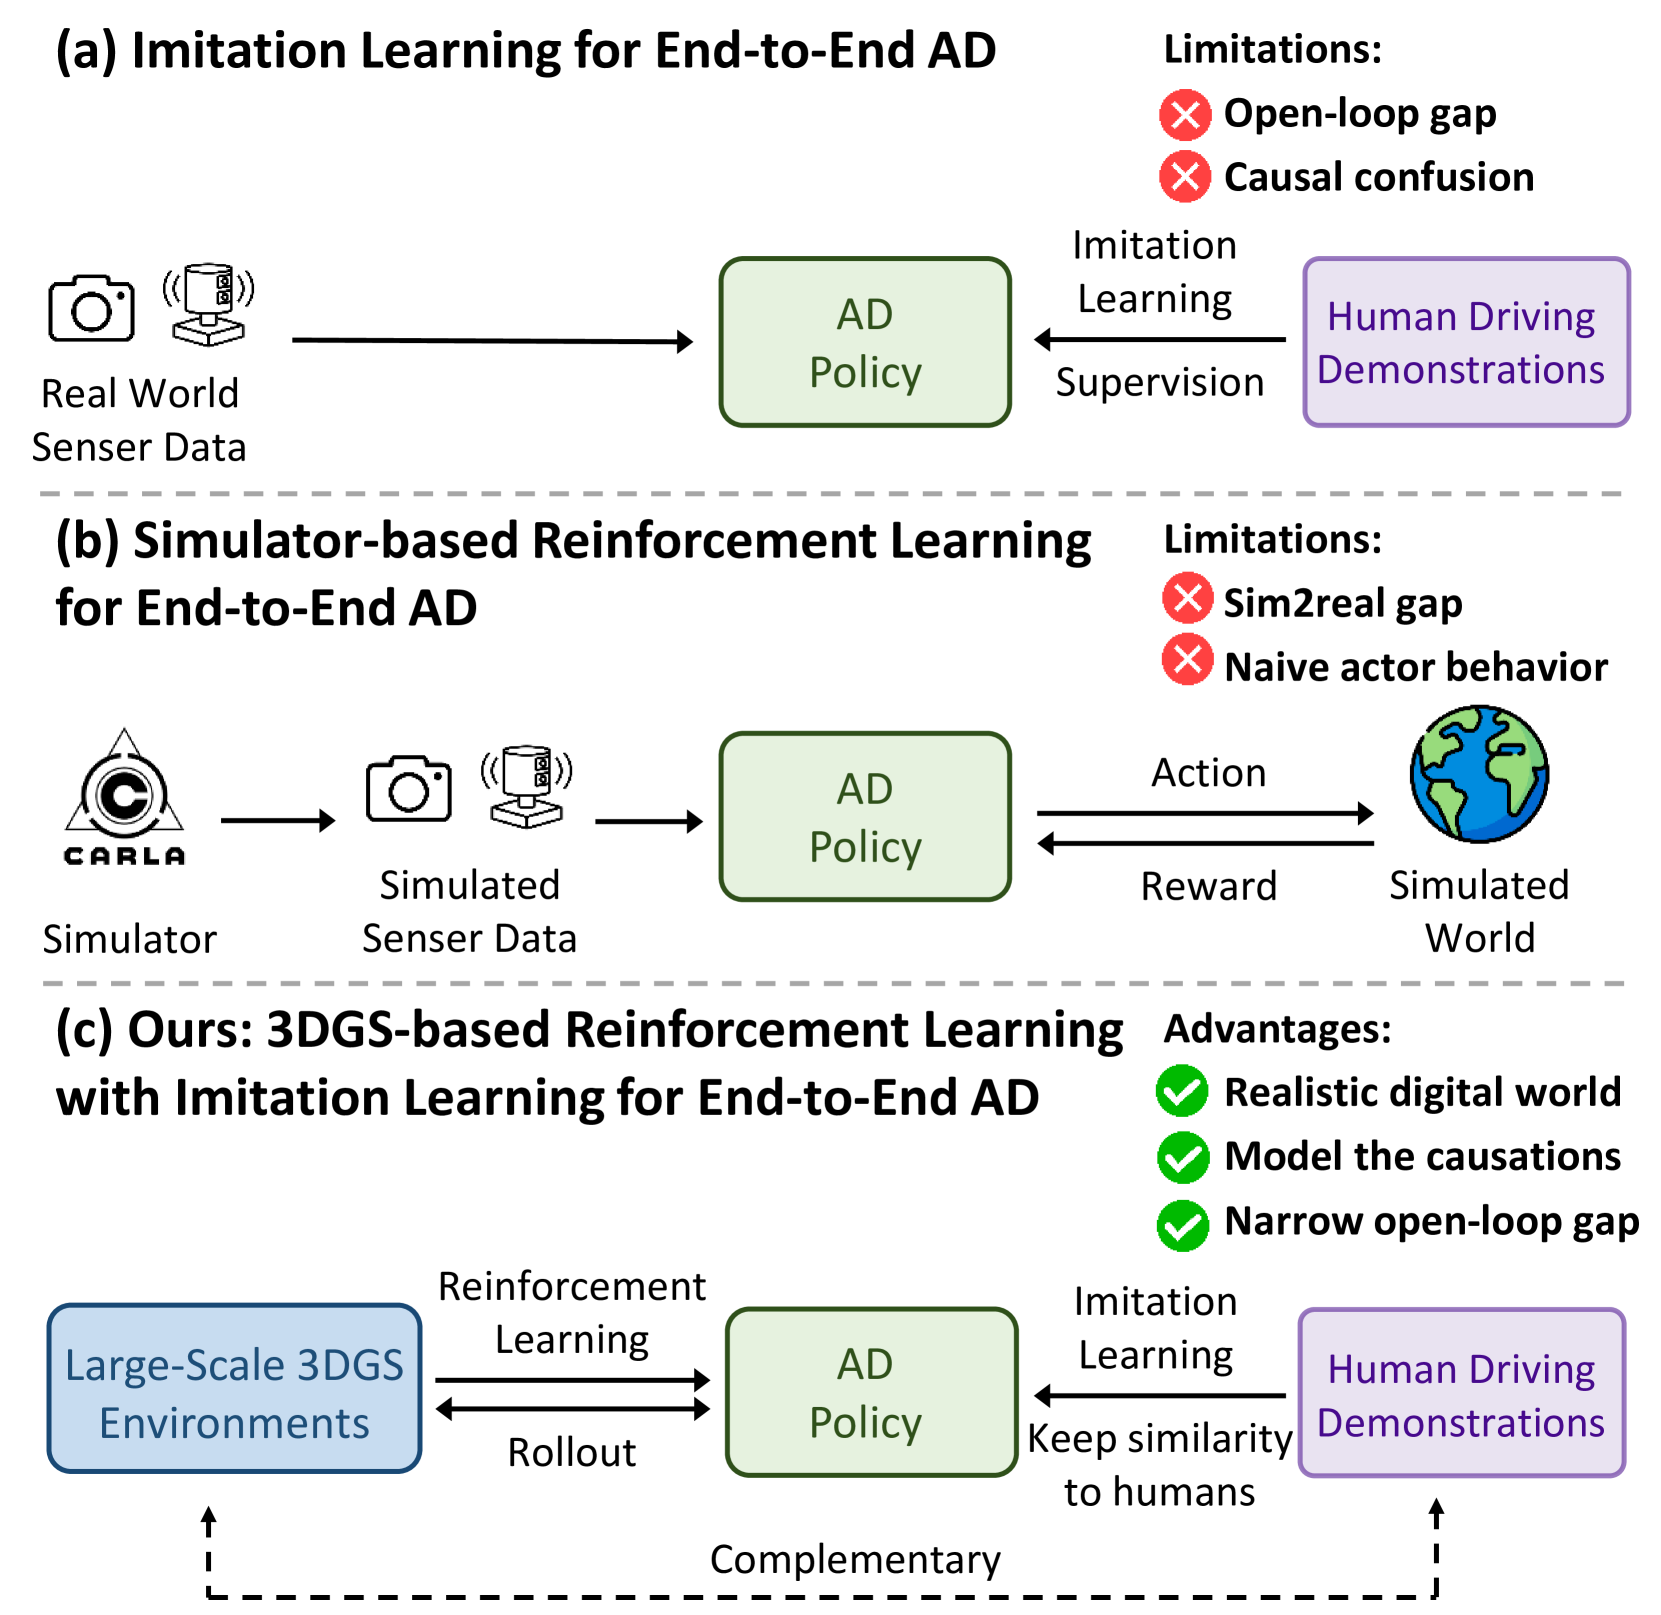 (a) Imitation Learning for End-to-End AD
Limitations:
Open-loop gap
Causal confusion
Real World
Senser Data
AD
Policy
Imitation
Learning
Supervision
Human Driving
Demonstrations
(b) Simulator-based Reinforcement Learning
for End-to-End AD
Limitations:
Sim2real gap
Naive actor behavior
CARLA
Simulator
Simulated
Senser Data
AD
Policy
Action
Reward
Simulated
World
(c) Ours: 3DGS-based Reinforcement Learning
with Imitation Learning for End-to-End AD
Advantages:
Realistic digital world
Model the causations
Narrow open-loop gap
Large-Scale 3DGS
Environments
Reinforcement
Learning
Rollout
AD
Policy
Imitation
Learning
Keep similarity
to humans
Human Driving
Demonstrations
Complementary